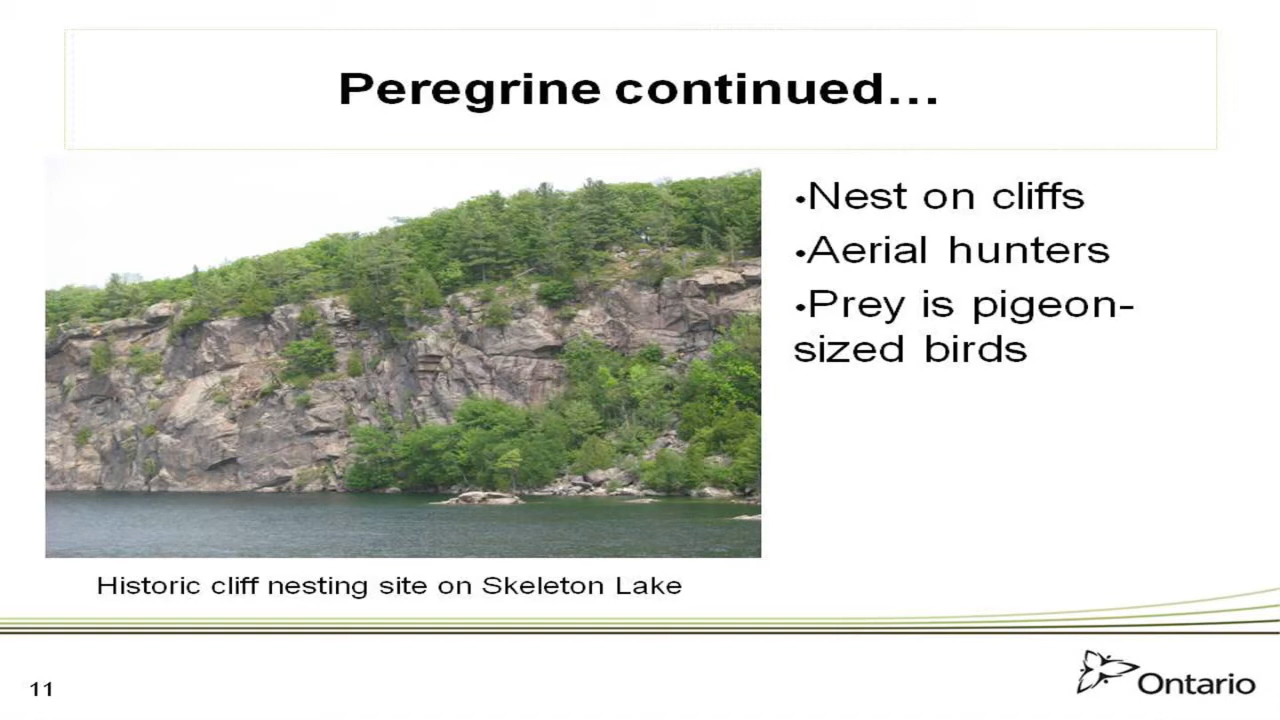 Peregrine continued...
•Nest on cliffs
•Aerial hunters
•Prey is pigeon-
sized birds
Historic cliff nesting site on Skeleton Lake
11
Ontario